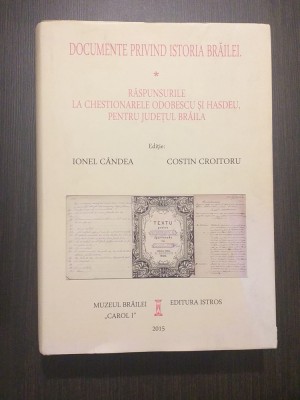 DOCUMENTE PRIVIND ISTORIA BRĂILEI.
*
RĂSPUNSURILE
LA CHESTIONARELE ODOBESCU ȘI HASDEU,
PENTRU JUDEȚUL BRĂILA
Ediție:
IONEL CÂNDEA COSTIN CROITORU
TEXTU
MUZEUL BRĂILEI EDITURA ISTROS
„CAROL I”
2015